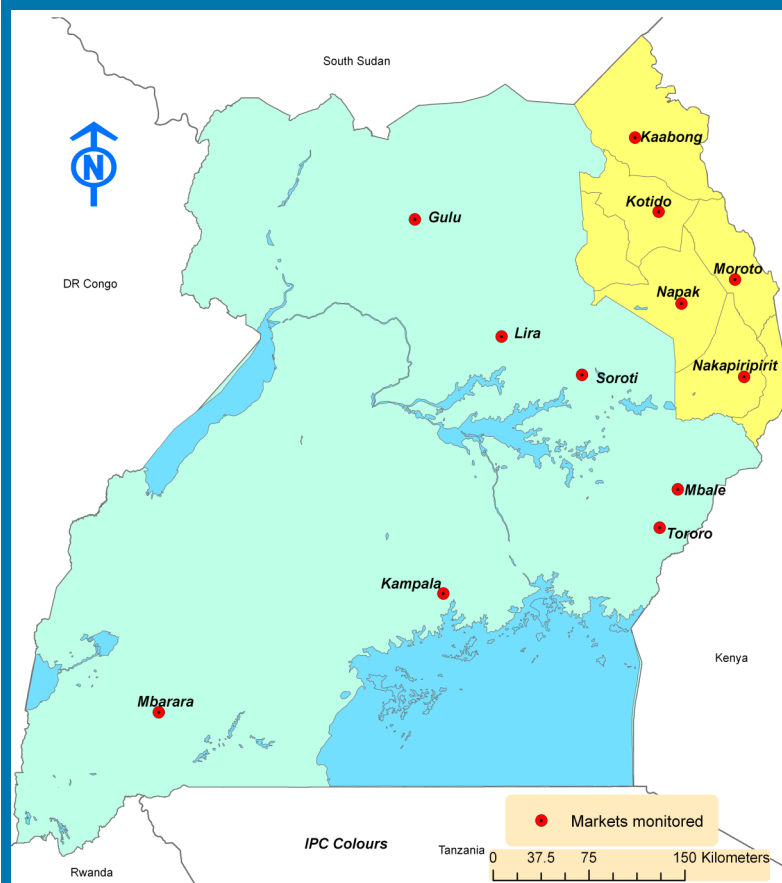 South Sudan
Kaabong
N
Kotido
Gulu
Moroto
DR Congo
Napak
Lira
Nakapiripirit
Soroti
Mbale
Tororo
Kampala
Kenya
Mbarara
Markets monitored
IPC Colours
Tanzania
0 37.5 75 150 Kilometers
Rwanda